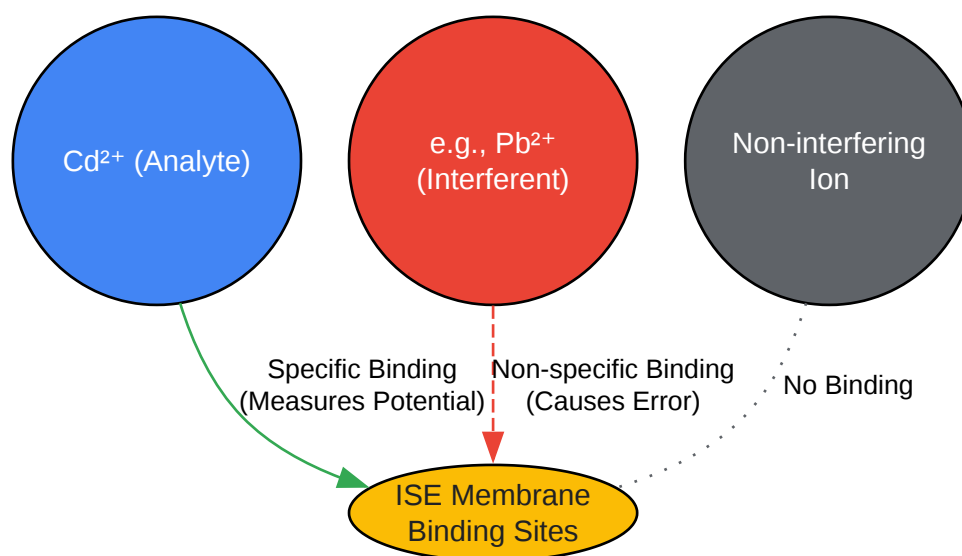 Cd²⁺ (Analyte)
e.g., Pb²⁺
(Interferent)
Non-interfering
Ion
Specific Binding
(Measures Potential)
Non-specific Binding
(Causes Error)
No Binding
ISE Membrane
Binding Sites